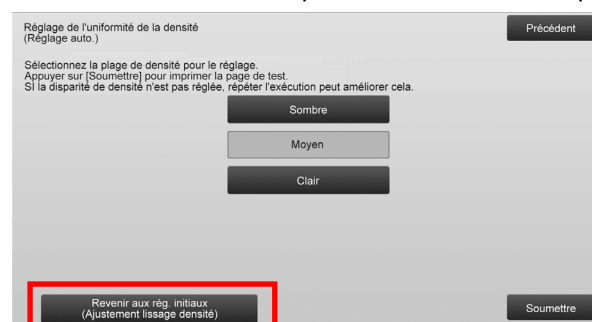 Réglage de l'uniformité de la densité
(Réglage auto.)
Précédent
Sélectionnez la plage de densité pour le réglage.
Appuyer sur [Soumettre] pour imprimer la page de test.
SI la disparité de densité n'est pas réglée, répéter l'exécution peut améliorer cela.
Sombre
Moyen
Clair
Revenir aux rég. initiaux
(Ajustement lissage densité)
Soumettre